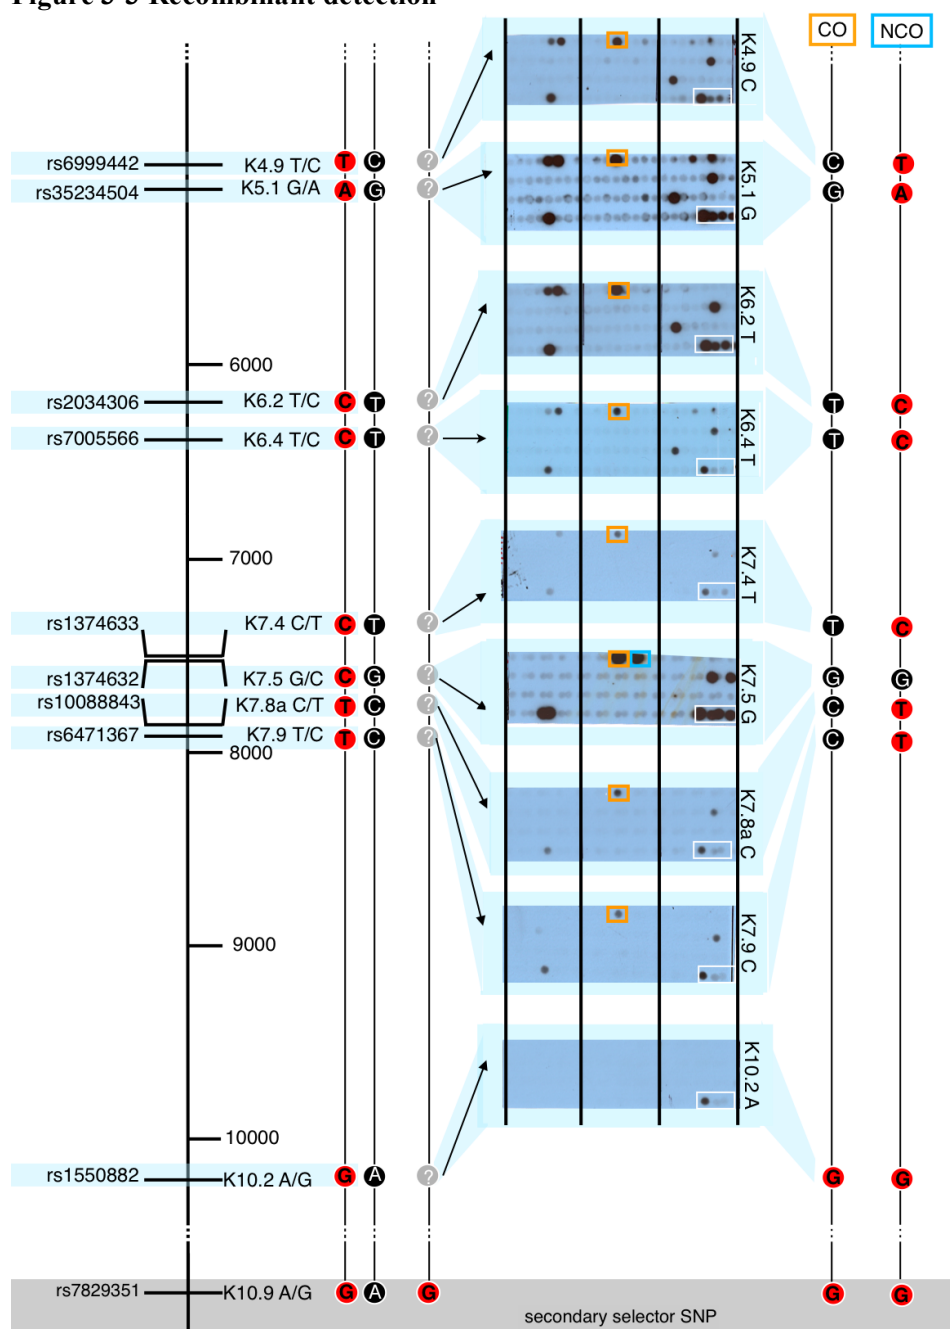 Figure 3-3 Recombinant detection
CO NCO
K4.9 C
rs6999442 K4.9 T/C T C ? C T
rs35234504 K5.1 G/A A G ? G A
K5.1 G
K6.2 T
6000
rs2034306 K6.2 T/C C T ? T C
rs7005566 K6.4 T/C C T ? T C
K6.4 T
7000
K7.4 T
rs1374633 K7.4 C/T C T ? T C
rs1374632 K7.5 G/C C G ? G G
K7.5 G
rs10088843 K7.8a C/T T C ? C T
rs6471367 K7.9 T/C T C ? C T
8000
K7.8a C
9000
K7.9 C
K10.2 A
10000
rs1550882 K10.2 A/G G A ? G G
rs7829351 K10.9 A/G G A G G G
secondary selector SNP